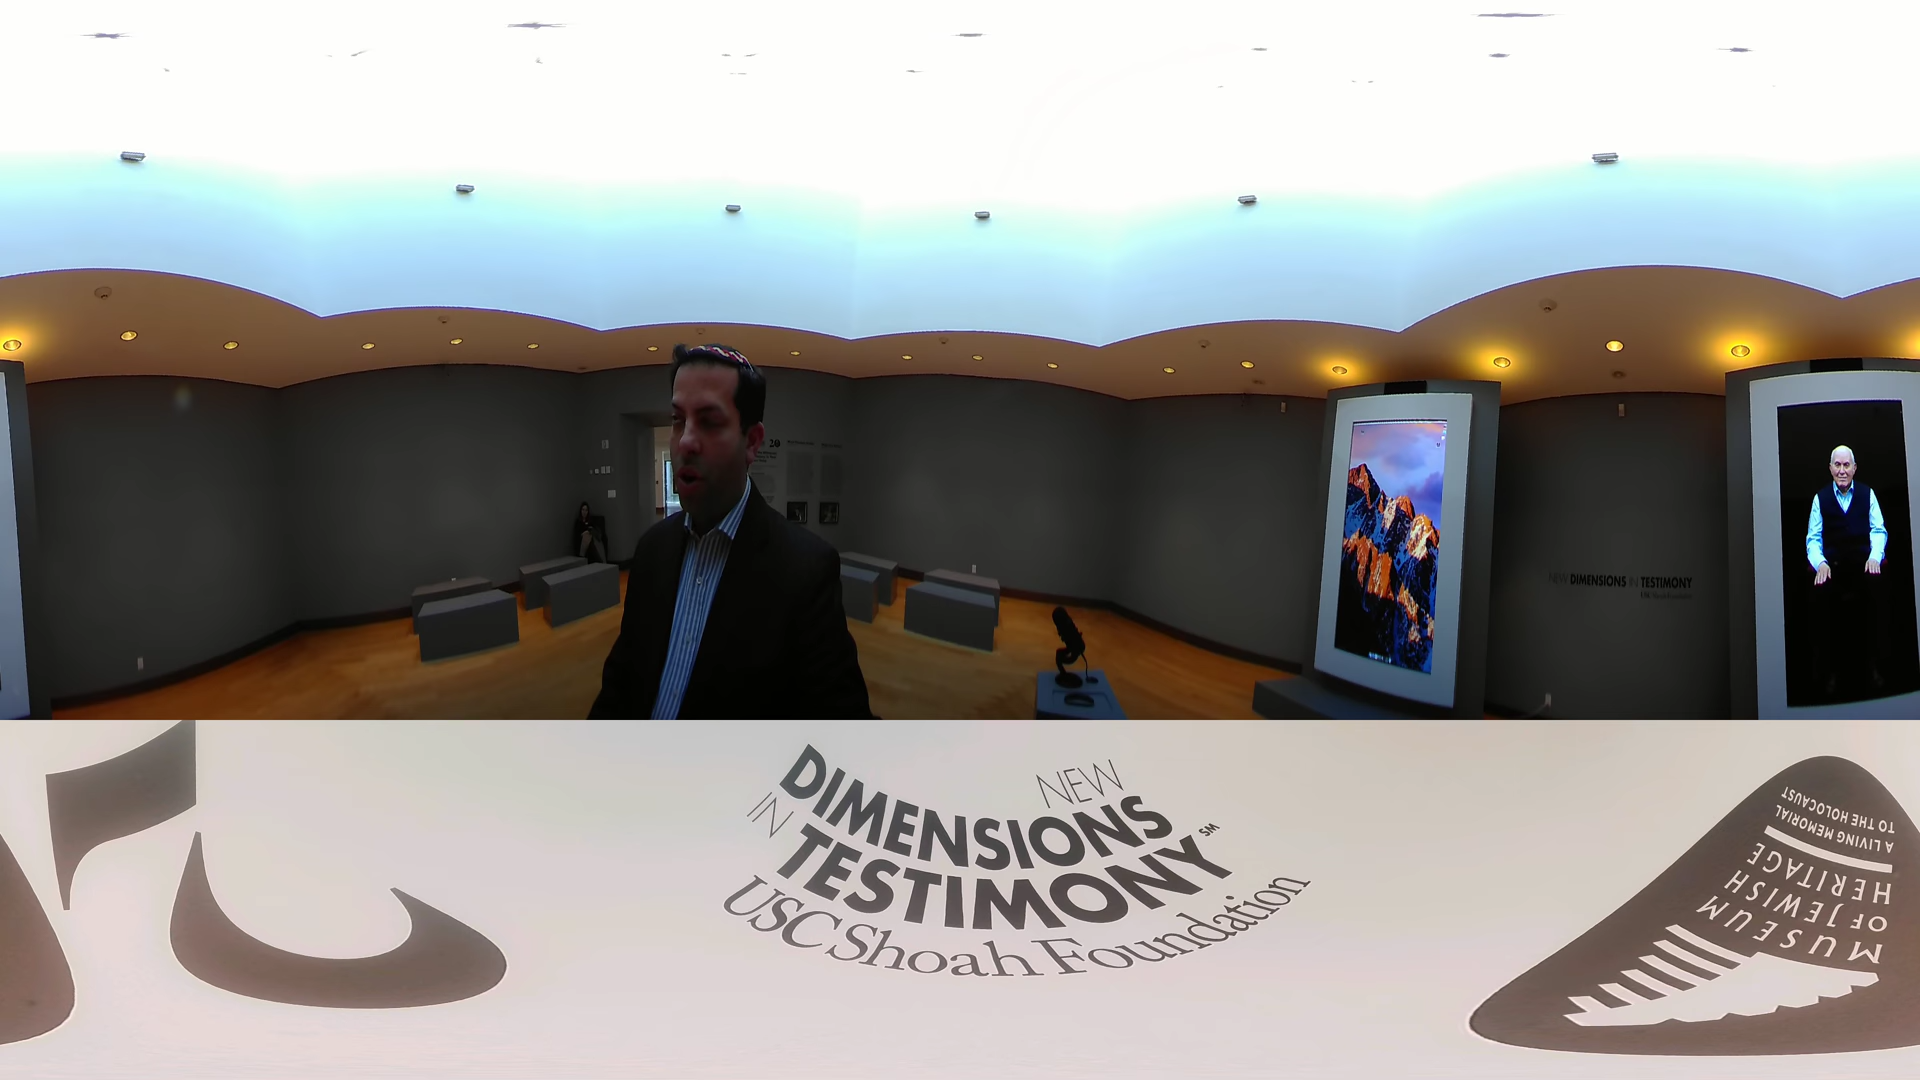 20
NEW DIMENSIONS IN TESTIMONY
NEW
DIMENSIONS
IN TESTIMONY SM
USC Shoah Foundation
MUSEUM
OF JEWISH
HERITAGE
A LIVING MEMORIAL
TO THE HOLOCAUST